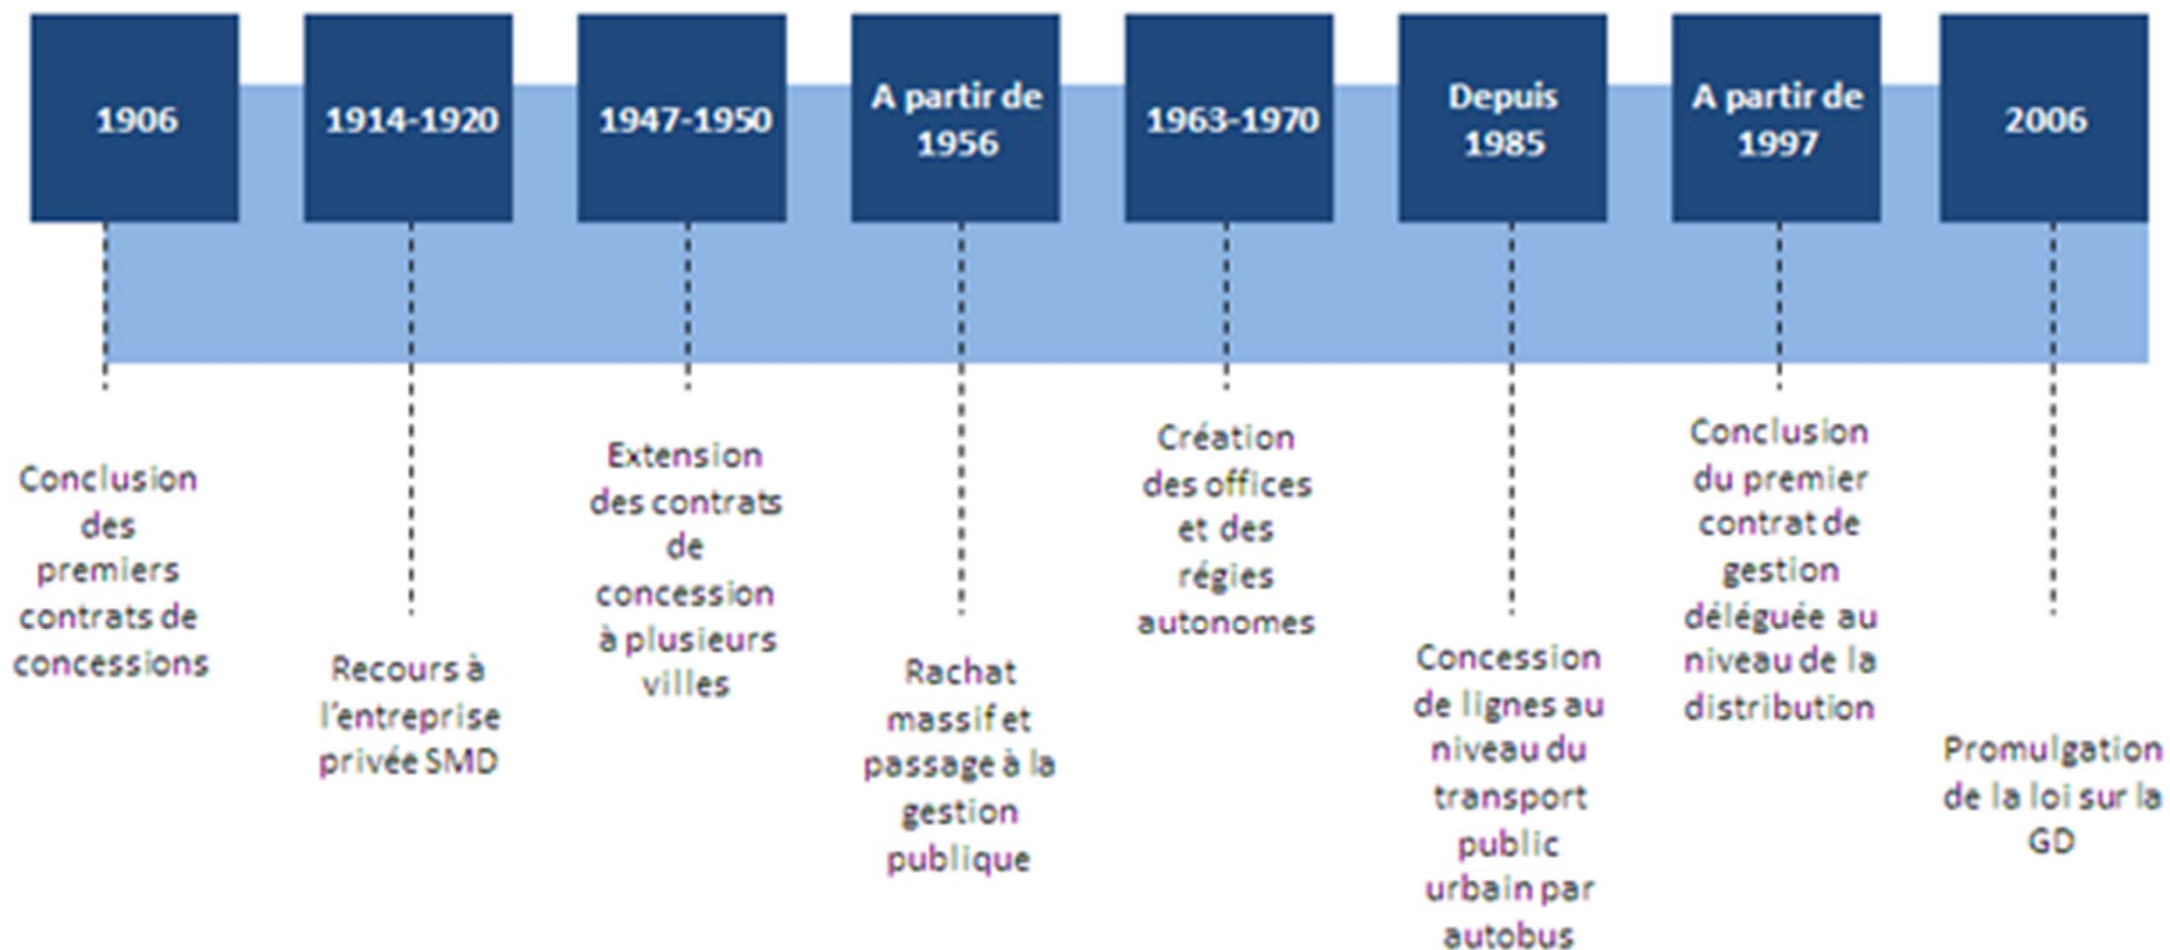 1906
1914-1920
1947-1950
A partir de
1956
1963-1970
Depuis
1985
A partir de
1997
2006
Conclusion
des
premiers
contrats de
concessions
Recours à
l'entreprise
privée SMD
Extension
des contrats
de
concession
à plusieurs
villes
Rachat
massif et
passage à la
gestion
publique
Création
des offices
et des
régies
autonomes
Concession
de lignes au
niveau du
transport
public
urbain par
autobus
Conclusion
du premier
contrat de
gestion
déléguée au
niveau de la
distribution
Promulgation
de la loi sur la
GD